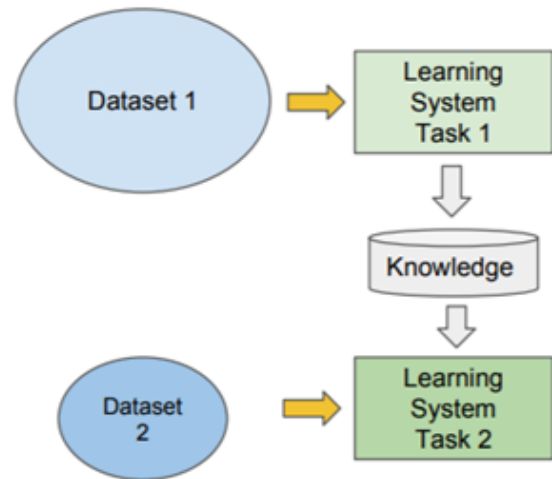 Dataset 1
Learning
System
Task 1
Knowledge
Dataset
2
Learning
System
Task 2